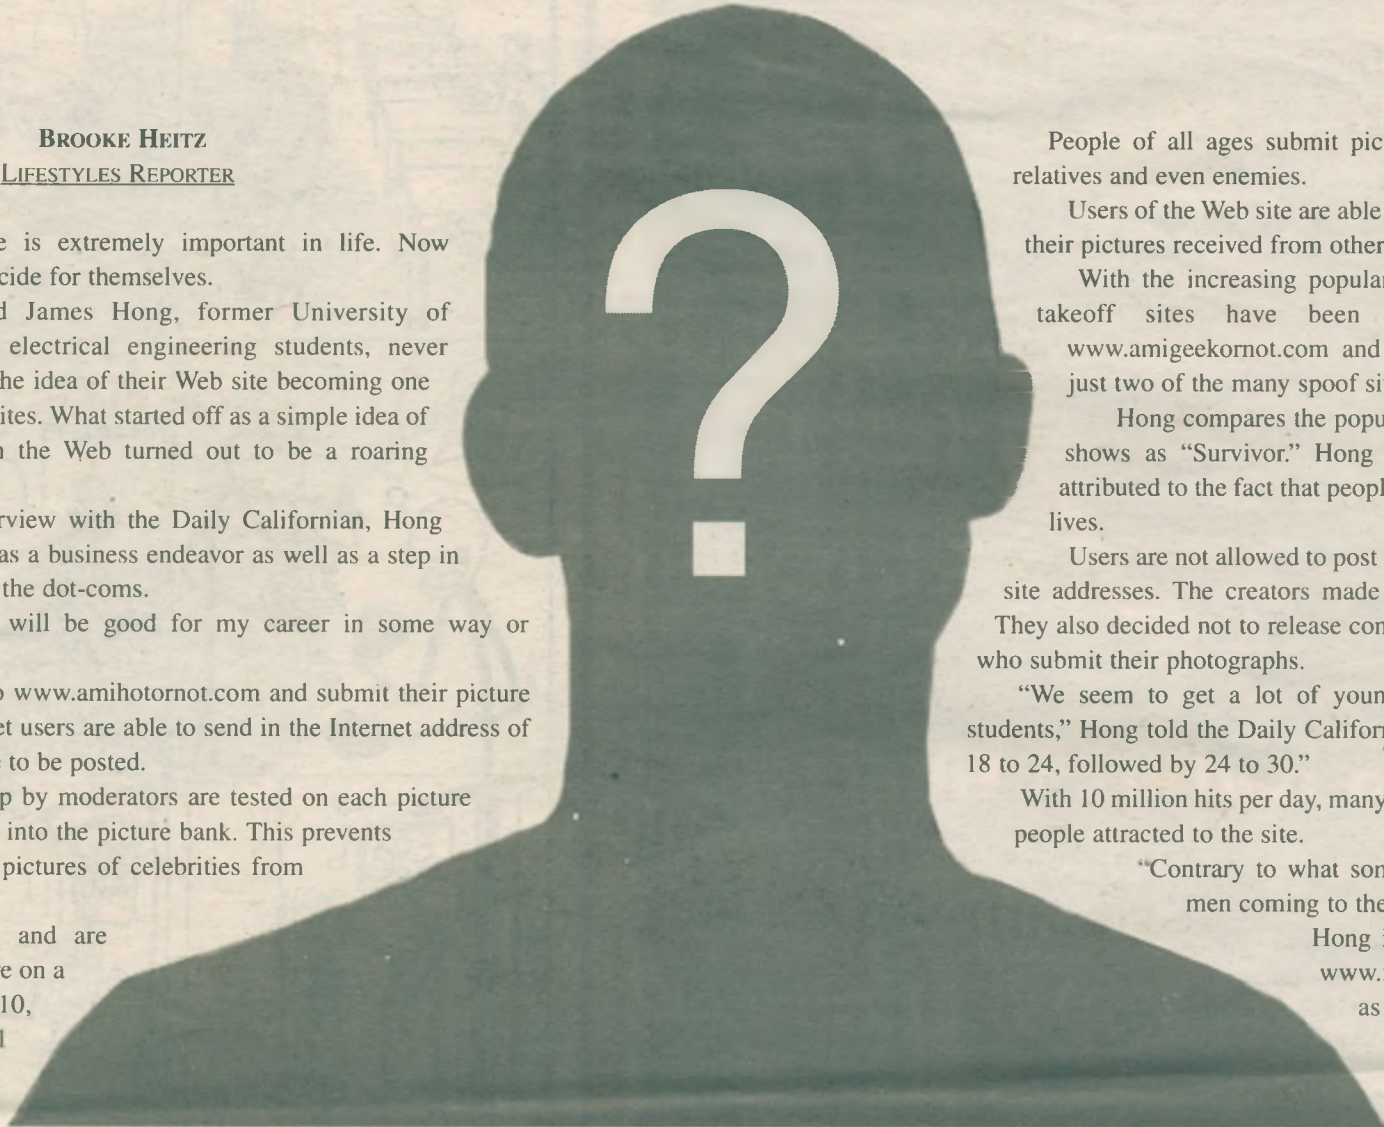 BROOKE HEITZ
LIFESTYLES REPORTER
is extremely important in life. Now
cide for themselves.
James Hong, former University of
electrical engineering students, never
he idea of their Web site becoming one
ites. What started off as a simple idea of
the Web turned out to be a roaring
rview with the Daily Californian, Hong
as a business endeavor as well as a step in
the dot-coms.
will be good for my career in some way or
www.amihotornot.com and submit their picture
et users are able to send in the Internet address of
to be posted.
p by moderators are tested on each picture
into the picture bank. This prevents
pictures of celebrities from
and are
e on a
10,
?
People of all ages submit pic
relatives and even enemies.
Users of the Web site are able
their pictures received from other
With the increasing popular
takeoff sites have been
www.amigeekornot.com and
just two of the many spoof si
Hong compares the popu
shows as “Survivor.” Hong
attributed to the fact that peopl
lives.
Users are not allowed to post
site addresses. The creators made
They also decided not to release con
who submit their photographs.
“We seem to get a lot of youn
students,” Hong told the Daily Califor
18 to 24, followed by 24 to 30.”
With 10 million hits per day, many
people attracted to the site.
“Contrary to what som
men coming to the
Hong
www.
as